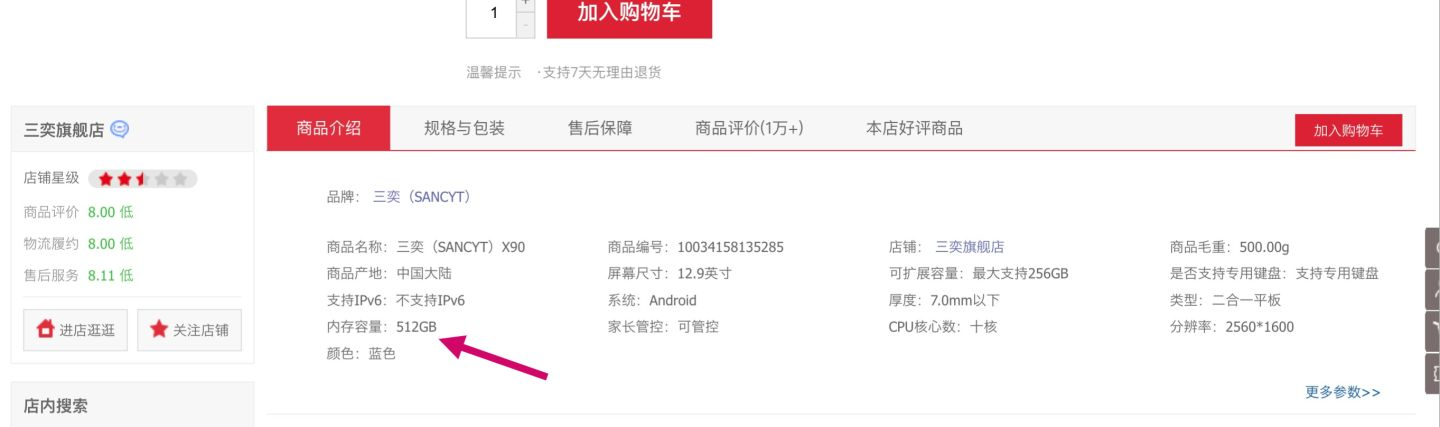 1
+
-
加入购物车
温馨提示 ·支持7天无理由退货
三奕旗舰店
店铺星级
商品评价 8.00 低
物流履约 8.00 低
售后服务 8.11 低
进店逛逛 关注店铺
店内搜索
商品介绍 规格与包装 售后保障 商品评价(1万+) 本店好评商品 加入购物车
品牌： 三奕（SANCYT）
商品名称：三奕（SANCYT）X90 商品编号：10034158135285 店铺： 三奕旗舰店 商品毛重：500.00g
商品产地：中国大陆 屏幕尺寸：12.9英寸 可扩展容量：最大支持256GB 是否支持专用键盘：支持专用键盘
支持IPv6：不支持IPv6 系统：Android 厚度：7.0mm以下 类型：二合一平板
内存容量：512GB 家长管控：可管控 CPU核心数：十核 分辨率：2560*1600
颜色：蓝色
更多参数>>